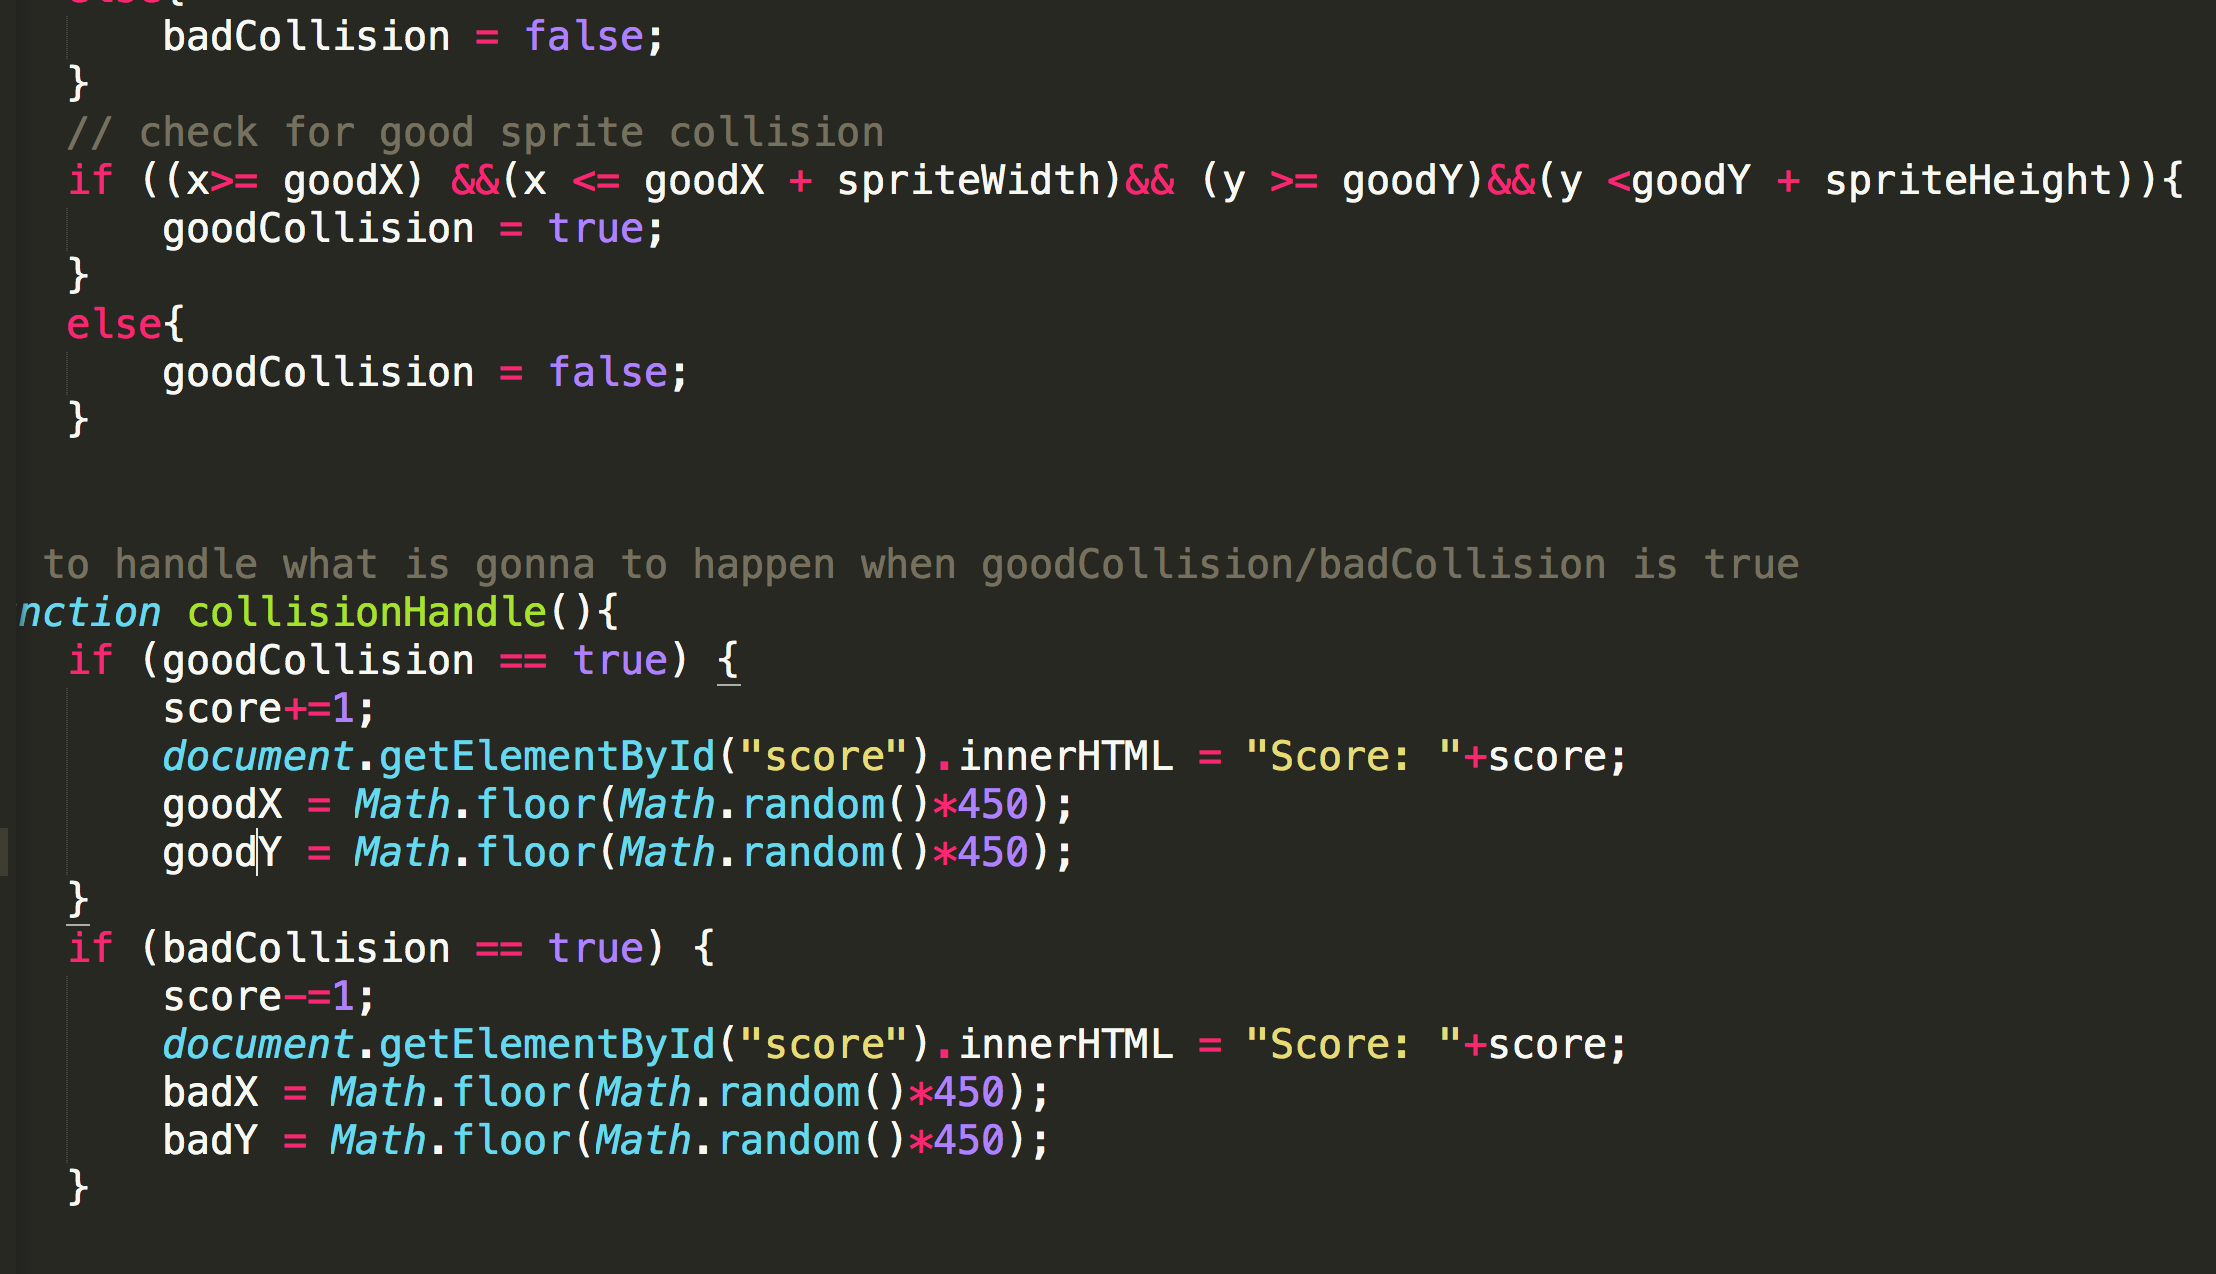 else{
badCollision = false;
}
// check for good sprite collision
if ((x>= goodX) &&(x <= goodX + spriteWidth)&& (y >= goodY)&&(y <goodY + spriteHeight)){
goodCollision = true;
}
else{
goodCollision = false;
}
to handle what is gonna to happen when goodCollision/badCollision is true
nction collisionHandle(){
if (goodCollision == true) {
score+=1;
document.getElementById("score").innerHTML = "Score: "+score;
goodX = Math.floor(Math.random()*450);
goodY = Math.floor(Math.random()*450);
}
if (badCollision == true) {
score-=1;
document.getElementById("score").innerHTML = "Score: "+score;
badX = Math.floor(Math.random()*450);
badY = Math.floor(Math.random()*450);
}